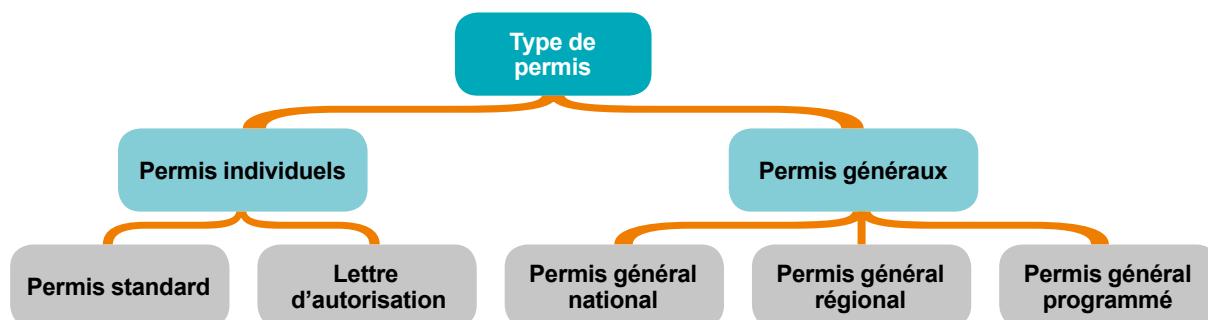 Type de
permis
Permis individuels
Permis généraux
Permis standard
Lettre
d’autorisation
Permis général
national
Permis général
régional
Permis général
programmé